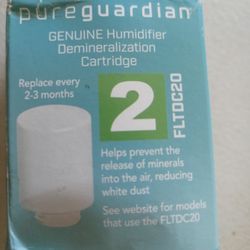 pureguardian
GENUINE Humidifier
Demineralization
Cartridge
Replace every
2-3 months
2
FLTDC20
Helps prevent the
release of minerals
into the air, reducing
white dust
See website for models
that use the FLTDC20